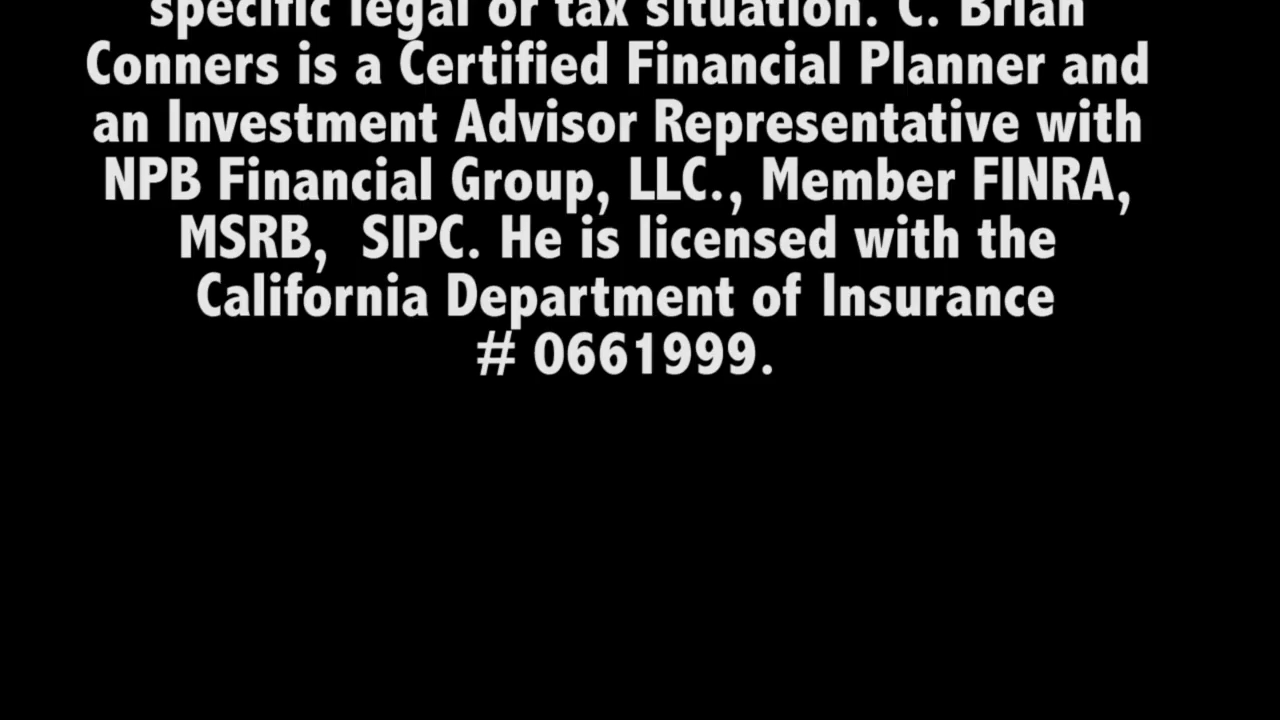 specific legal or tax situation. C. Brian
Conners is a Certified Financial Planner and
an Investment Advisor Representative with
NPB Financial Group, LLC., Member FINRA,
MSRB,  SIPC. He is licensed with the
California Department of Insurance
# 0661999.